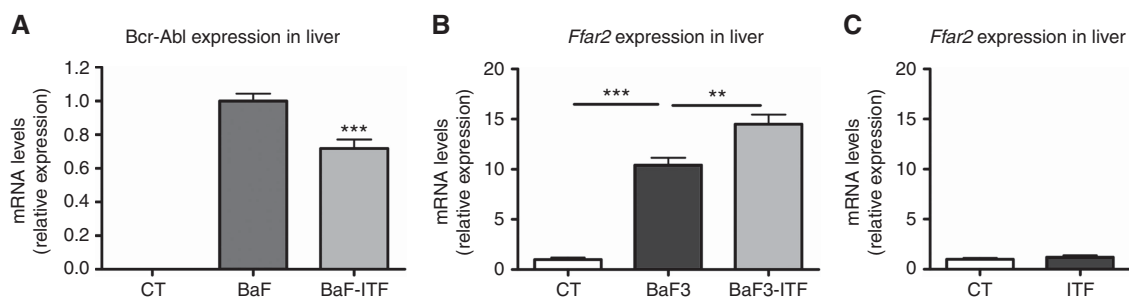 A
Bcr-Abl expression in liver
mRNA levels
(relative expression)
1.2
1.0
0.8
0.6
0.4
0.2
0.0
***
CT
BaF
BaF-ITF
B
Ffar2 expression in liver
mRNA levels
(relative expression)
20
15
10
5
0
***
**
CT
BaF3
BaF3-ITF
C
Ffar2 expression in liver
mRNA levels
(relative expression)
20
15
10
5
0
CT
ITF